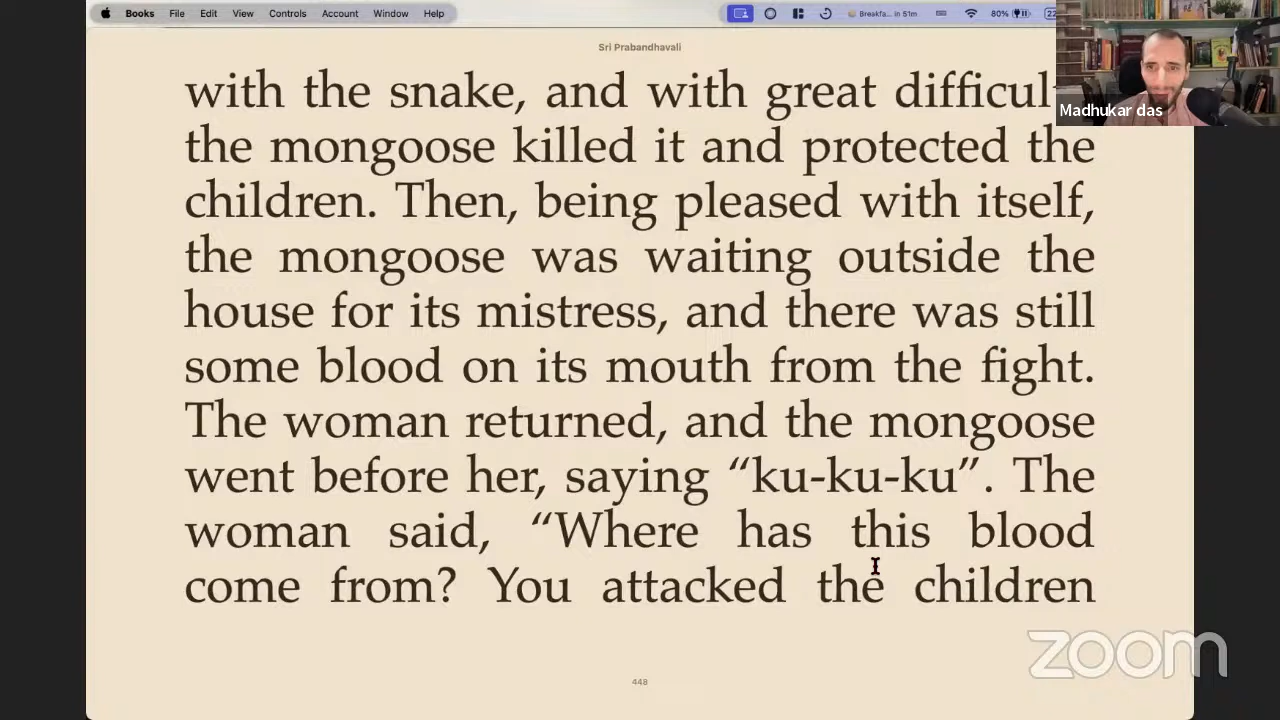 Books File Edit View Controls Account Window Help
Breakfa... in 51m
80%
Sri Prabandhavali
Madhukar das
with the snake, and with great
the mongoose killed it and protected the
children. Then, being pleased with itself,
the mongoose was waiting outside the
house for its mistress, and there was still
some blood on its mouth from the fight.
The woman returned, and the mongoose
went before her, saying “ku-ku-ku”. The
woman said, “Where has this blood
come from? You attacked the children
zoom
448